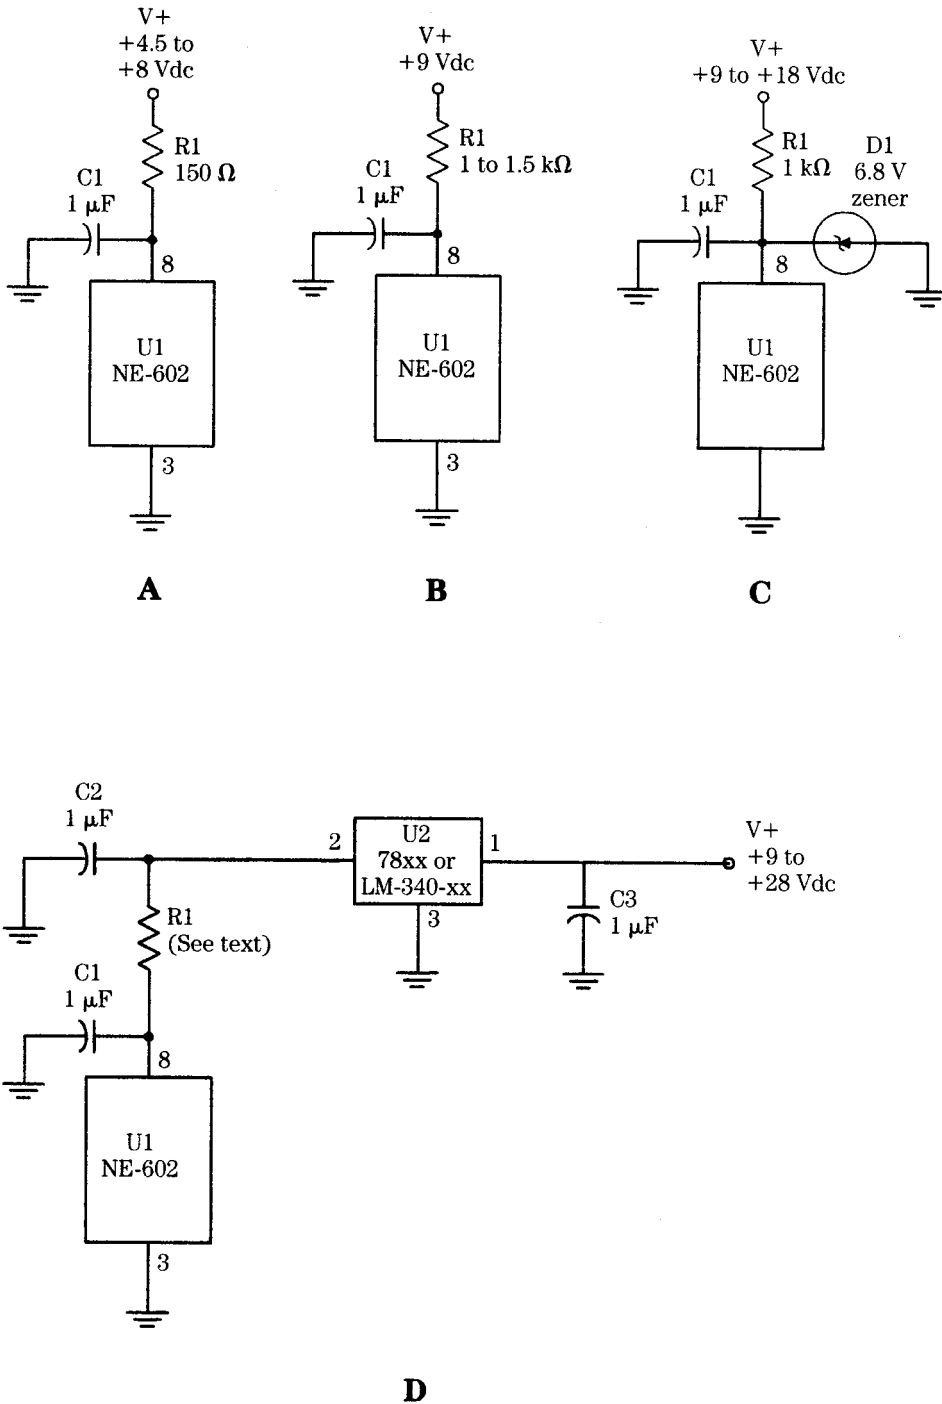 V+
+4.5 to
+8 Vdc
R1
150 Ω
C1
1 μF
8
U1
NE-602
3
A
V+
+9 Vdc
R1
1 to 1.5 kΩ
C1
1 μF
8
U1
NE-602
3
B
V+
+9 to +18 Vdc
R1
1 kΩ
D1
6.8 V
zener
C1
1 μF
8
U1
NE-602
C
C2
1 μF
2
U2
78xx or
LM-340-xx
1
3
V+
+9 to
+28 Vdc
C3
1 μF
R1
(See text)
C1
1 μF
8
U1
NE-602
3
D